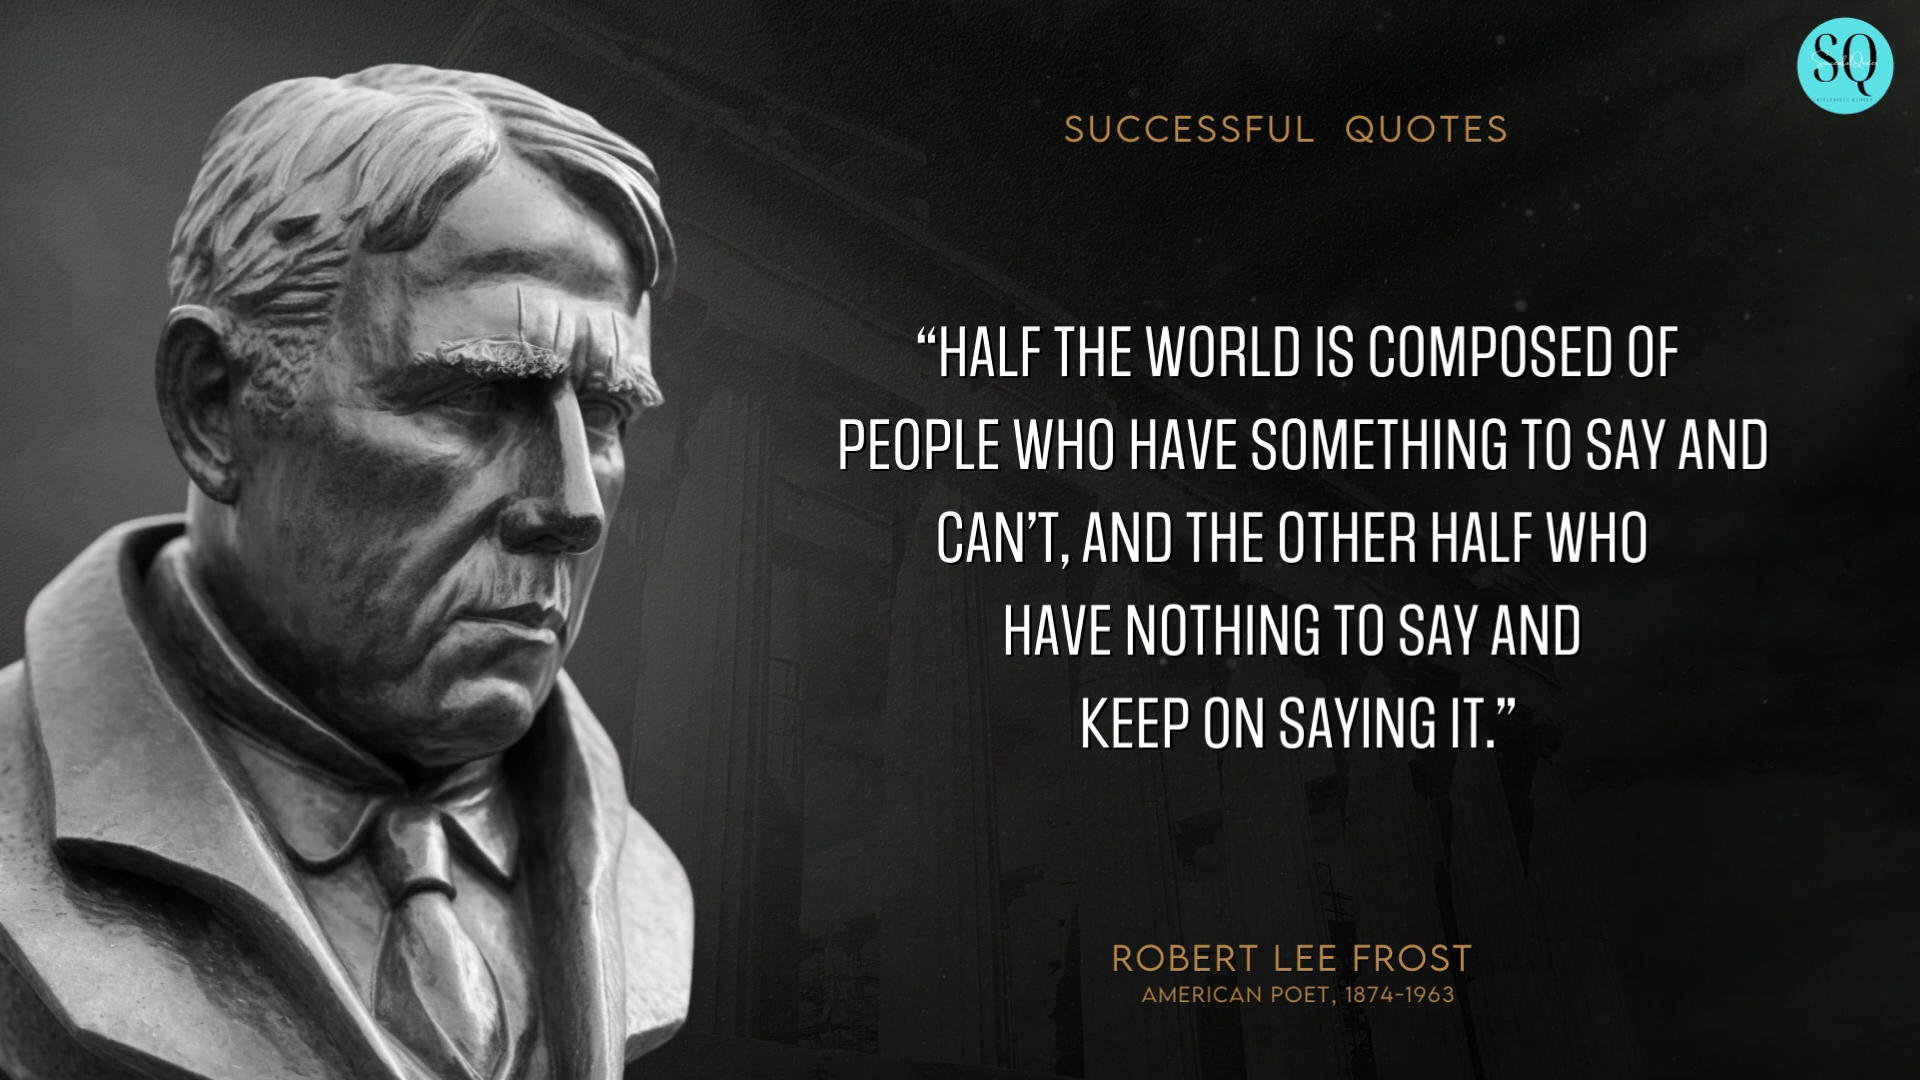 SQ
SUCCESSFUL QUOTES
“HALF THE WORLD IS COMPOSED OF
PEOPLE WHO HAVE SOMETHING TO SAY AND
CAN’T, AND THE OTHER HALF WHO
HAVE NOTHING TO SAY AND
KEEP ON SAYING IT.”
ROBERT LEE FROST
AMERICAN POET, 1874-1963